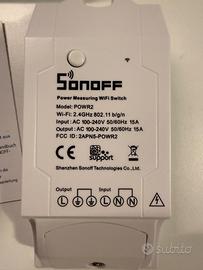 SONOFF
Power Measuring WiFi Switch
Model: POWR2
Wi-Fi: 2.4GHz 802.11 b/g/n
Input: AC 100-240V 50/60Hz 15A
Output: AC 100-240V 50/60Hz 15A
FCC ID: 2APN5-POWR2
support
Shenzhen Sonoff Technologies Co., Ltd.
Output
Input
L L N N L
subito